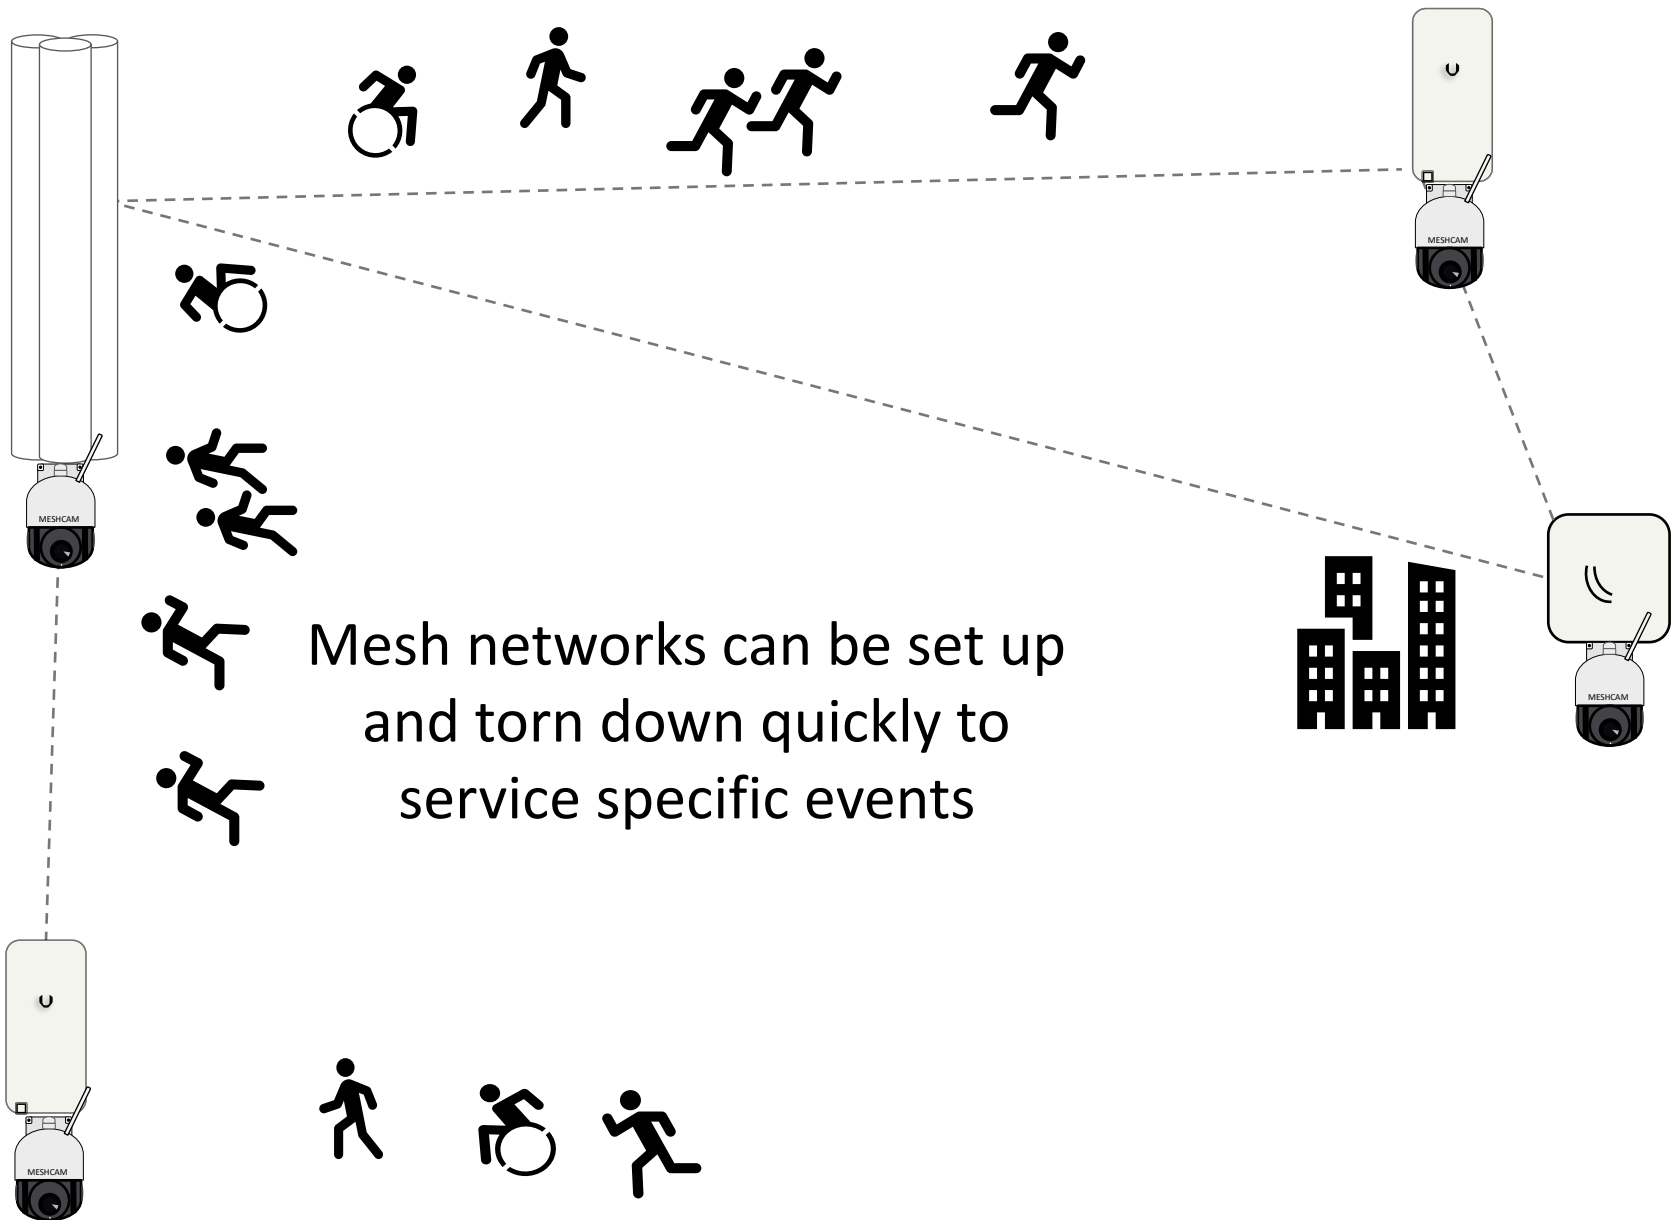 MESHCAM
MESHCAM
Mesh networks can be set up
and torn down quickly to
service specific events
MESHCAM
MESHCAM